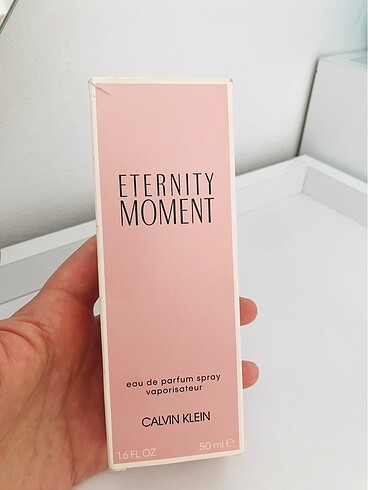 ETERNITY
MOMENT
eau de parfum spray
vaporisateur
CALVIN KLEIN
1.6 FL OZ 50 ml ℮